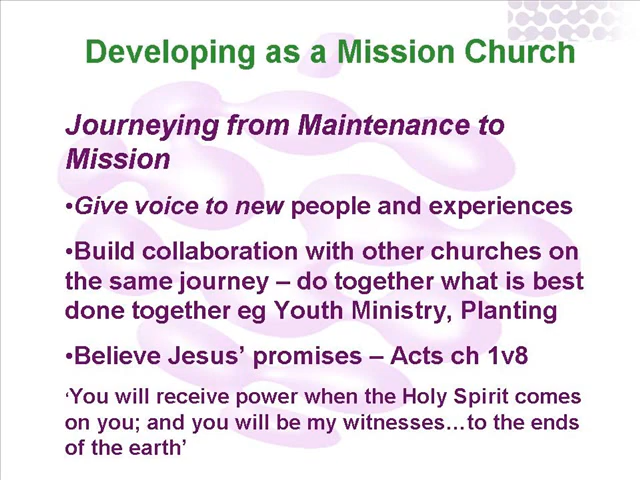 Developing as a Mission Church
Journeying from Maintenance to
Mission
•Give voice to new people and experiences
•Build collaboration with other churches on
the same journey – do together what is best
done together eg Youth Ministry, Planting
•Believe Jesus’ promises – Acts ch 1v8
‘You will receive power when the Holy Spirit comes
on you; and you will be my witnesses…to the ends
of the earth’